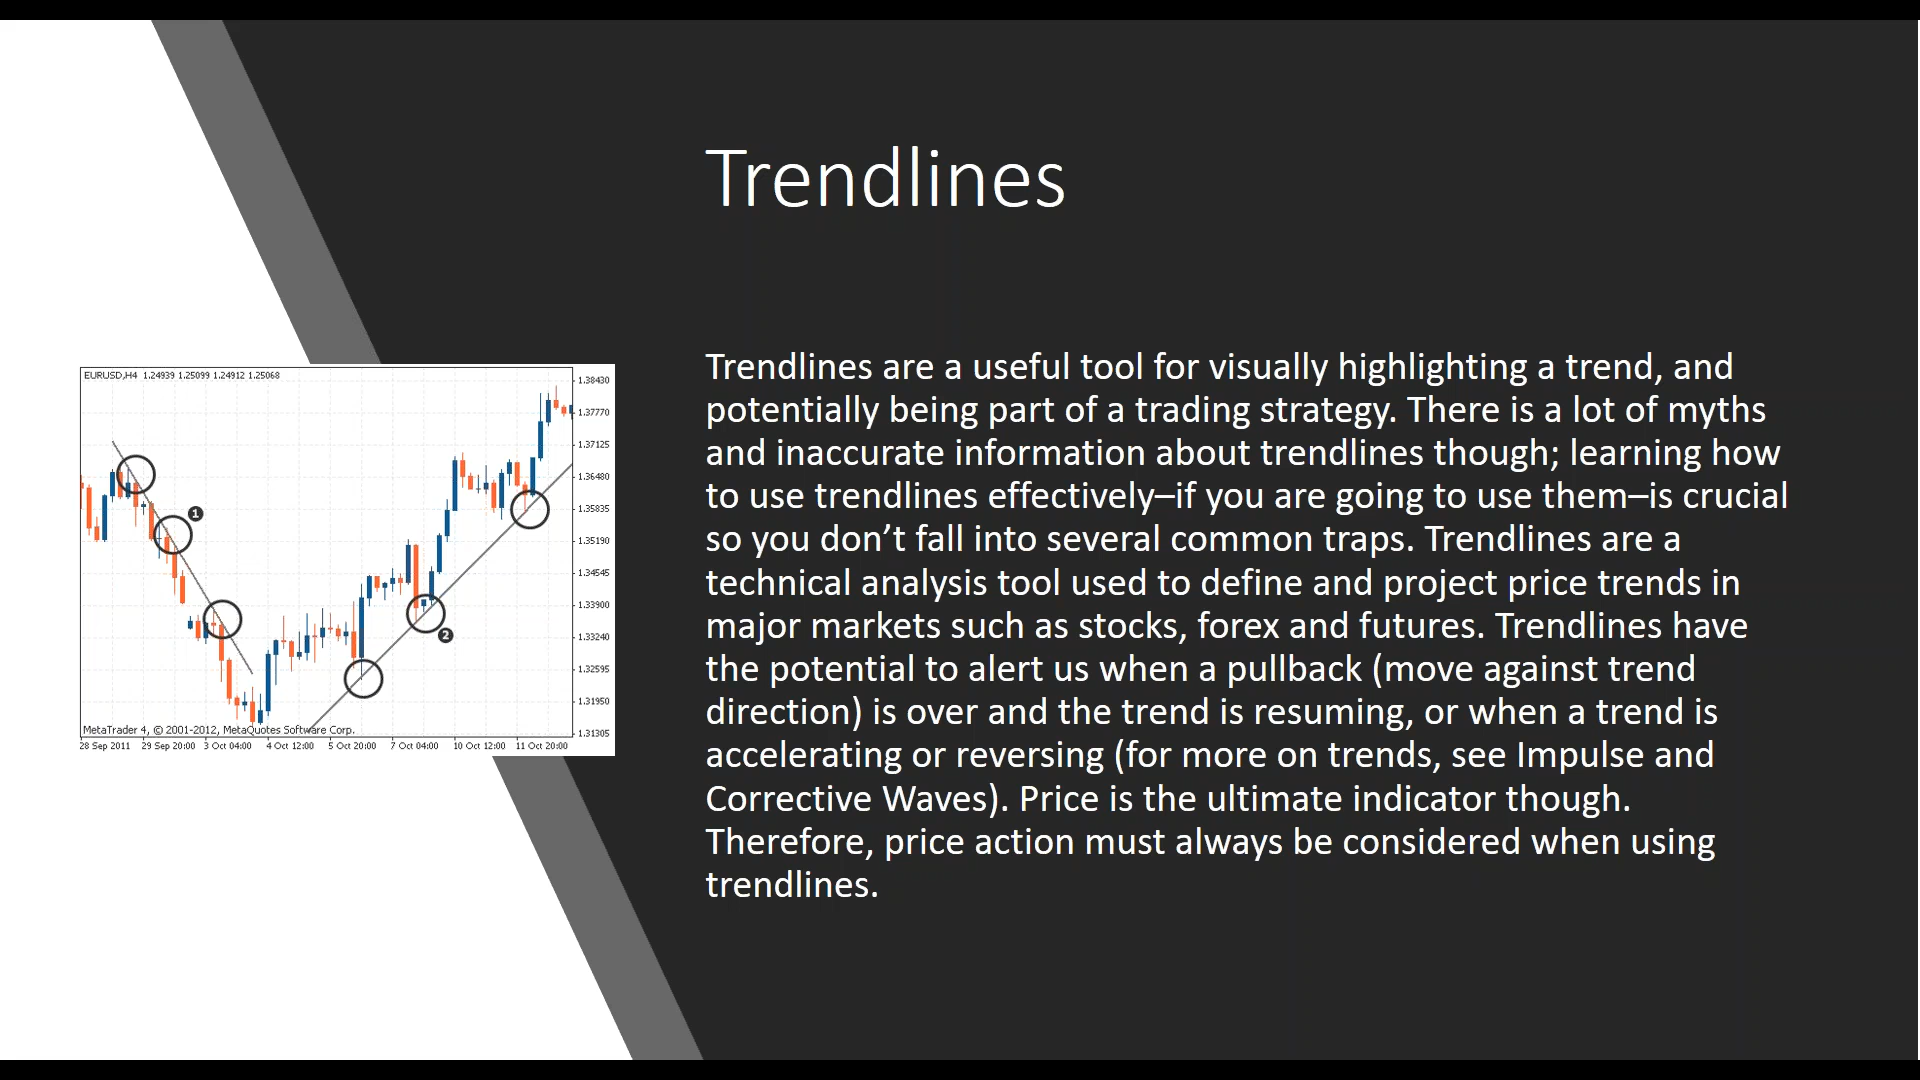 Trendlines
EURUSD,H4 1.24939 1.25099 1.24912 1.25068
1.38430
1.37770
1.37125
1.36480
1.35835
1.35190
1.34545
1.33900
1.33240
1.32595
1.31950
1.31305
1
2
MetaTrader 4, © 2001-2012, MetaQuotes Software Corp.
28 Sep 2011 29 Sep 20:00 3 Oct 04:00 4 Oct 12:00 5 Oct 20:00 7 Oct 04:00 10 Oct 12:00 11 Oct 20:00
Trendlines are a useful tool for visually highlighting a trend, and
potentially being part of a trading strategy. There is a lot of myths
and inaccurate information about trendlines though; learning how
to use trendlines effectively–if you are going to use them–is crucial
so you don’t fall into several common traps. Trendlines are a
technical analysis tool used to define and project price trends in
major markets such as stocks, forex and futures. Trendlines have
the potential to alert us when a pullback (move against trend
direction) is over and the trend is resuming, or when a trend is
accelerating or reversing (for more on trends, see Impulse and
Corrective Waves). Price is the ultimate indicator though.
Therefore, price action must always be considered when using
trendlines.